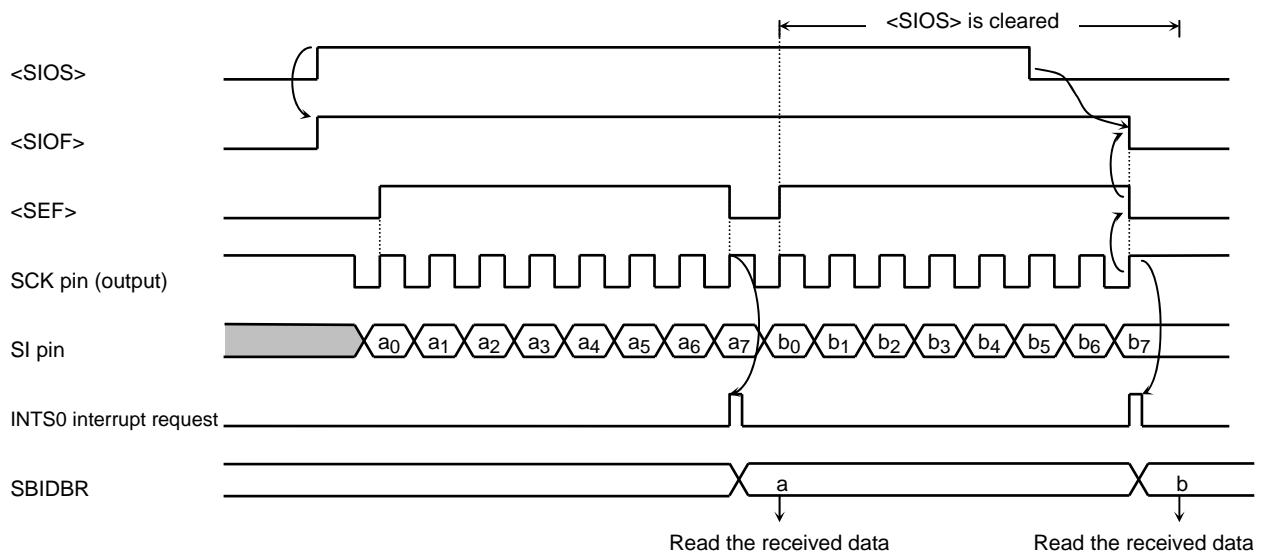 <SIOS> is cleared
<SIOS>
<SIOF>
<SEF>
SCK pin (output)
SI pin
a0 a1 a2 a3 a4 a5 a6 a7 b0 b1 b2 b3 b4 b5 b6 b7
INTS0 interrupt request
SBIDBR
a b
Read the received data Read the received data